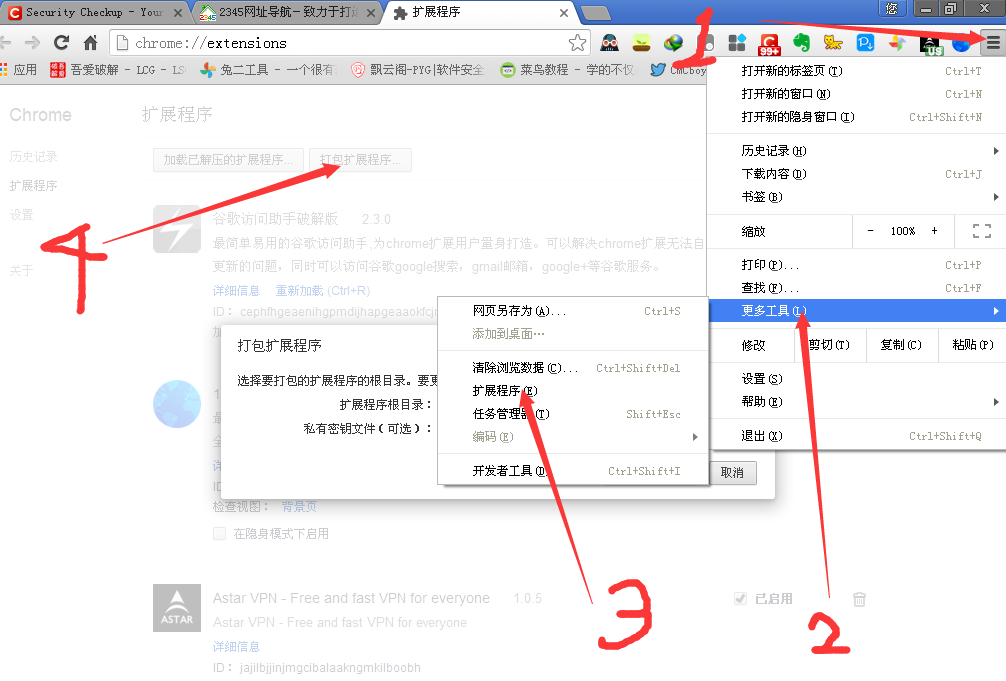 Security Checkup - Your
2345网址导航 - 致力于打造
扩展程序
您
chrome://extensions
99+
US
应用
吾爱破解 - LCG - LS
兔二工具 - 一个很有
飘云阁-PYG|软件安全
菜鸟教程 - 学的不仅
CmCboy
1
打开新的标签页(T) Ctrl+T
打开新的窗口(N) Ctrl+N
打开新的隐身窗口(I) Ctrl+Shift+N
历史记录(H)
下载内容(D) Ctrl+J
书签(B)
缩放 - 100% +
打印(P)... Ctrl+P
查找(F)... Ctrl+F
更多工具(L)
修改 剪切(T) 复制(C) 粘贴(P)
设置(S)
帮助(E)
退出(X) Ctrl+Shift+Q
Chrome
历史记录
扩展程序
设置
关于
扩展程序
加载已解压的扩展程序...
打包扩展程序...
4
谷歌访问助手破解版 2.3.0
最简单易用的谷歌访问助手,为chrome扩展用户量身打造。可以解决chrome扩展无法自
更新的问题，同时可以访问谷歌google搜索，gmail邮箱，google+等谷歌服务。
详细信息 重新加载 (Ctrl+R)
网页另存为(A)... Ctrl+S
添加到桌面…
清除浏览数据(C)... Ctrl+Shift+Del
扩展程序(E)
任务管理器(T) Shift+Esc
编码(E)
开发者工具(D) Ctrl+Shift+I
打包扩展程序
选择要打包的扩展程序的根目录。要更
扩展程序根目录：
私有密钥文件（可选）：
取消
检查视图： 背景页
在隐身模式下启用
3
2
ASTAR
Astar VPN - Free and fast VPN for everyone 1.0.5
已启用
Astar VPN - Free and fast VPN for everyone
详细信息
ID： jajilbjjinjmgcibalaakngmkilboobh